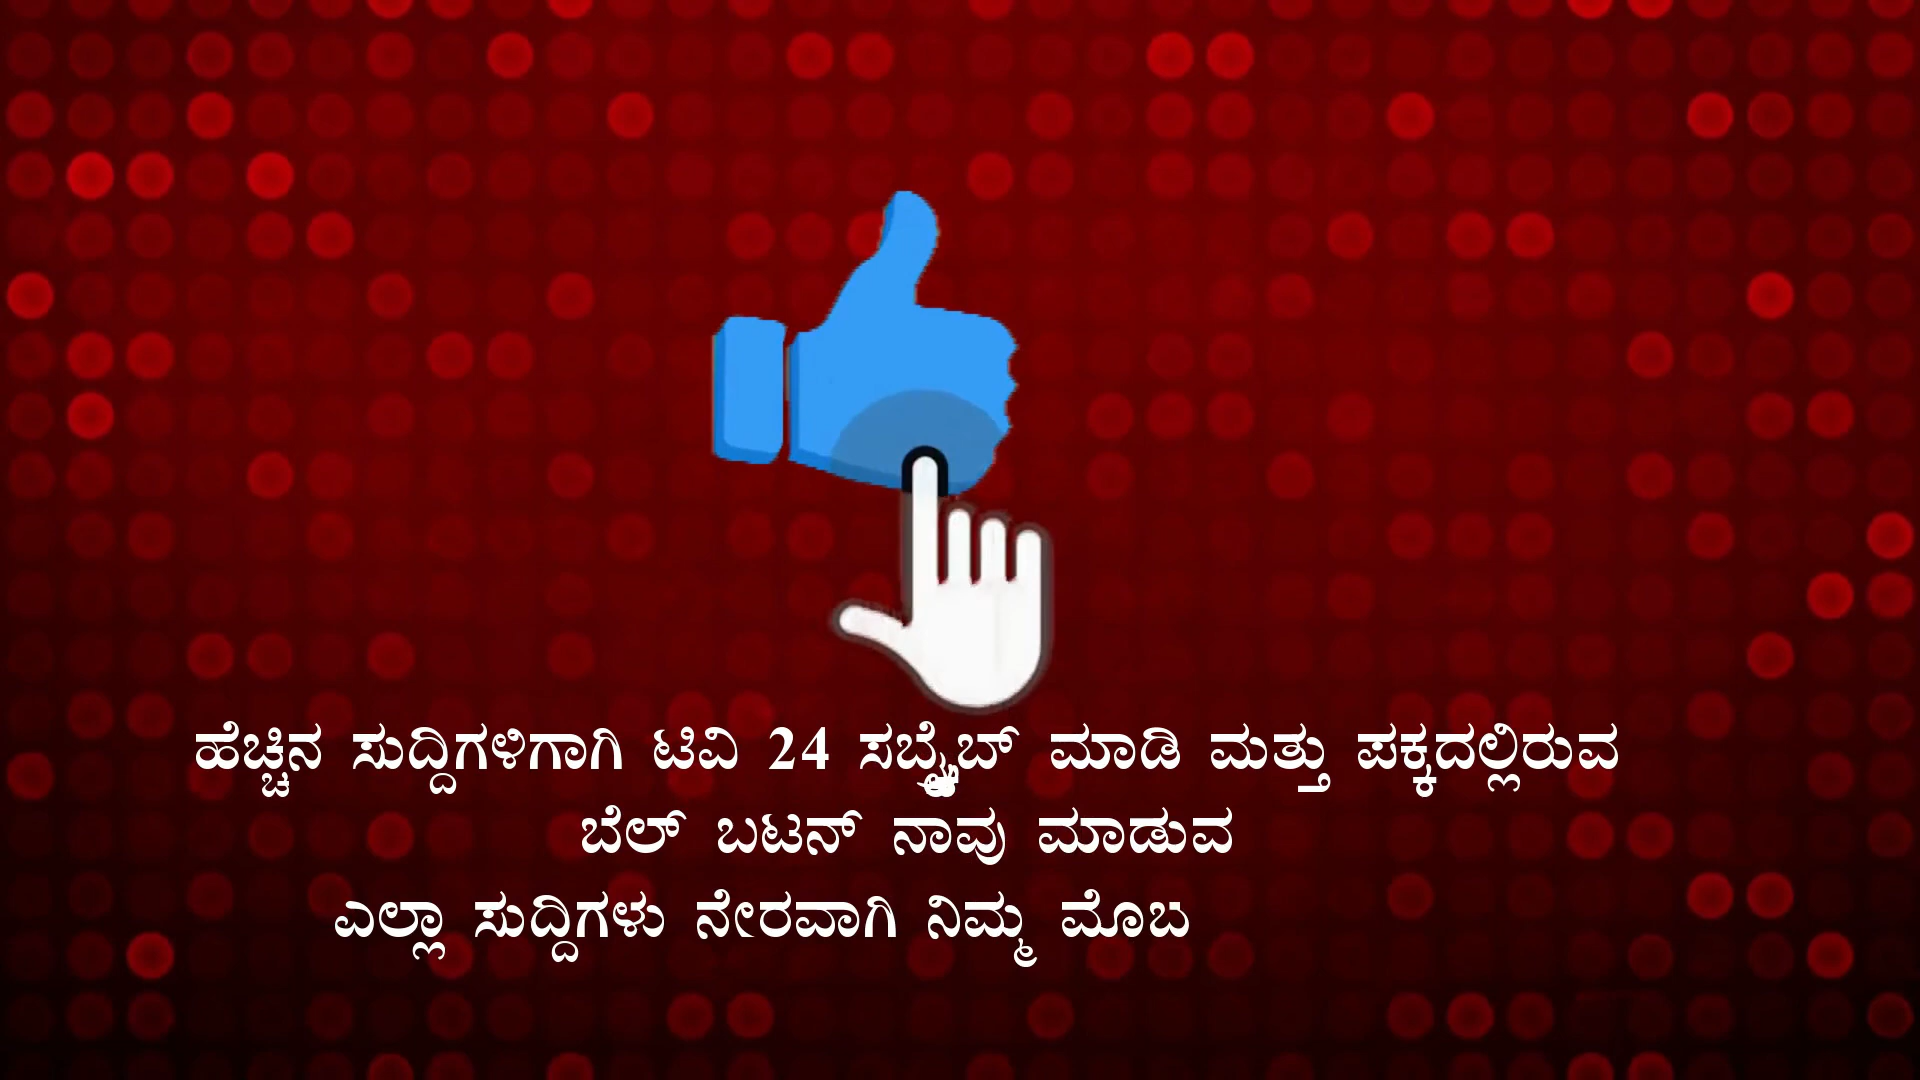 ಹೆಚ್ಚಿನ ಸುದ್ದಿಗಳಿಗಾಗಿ ಟಿವಿ 24 ಸಬ್ಸ್ಕ್ರೈಬ್ ಮಾಡಿ ಮತ್ತು ಪಕ್ಕದಲ್ಲಿರುವ
ಬೆಲ್ ಬಟನ್ ನಾವು ಮಾಡುವ
ಎಲ್ಲಾ ಸುದ್ದಿಗಳು ನೇರವಾಗಿ ನಿಮ್ಮ ಮೊಬ